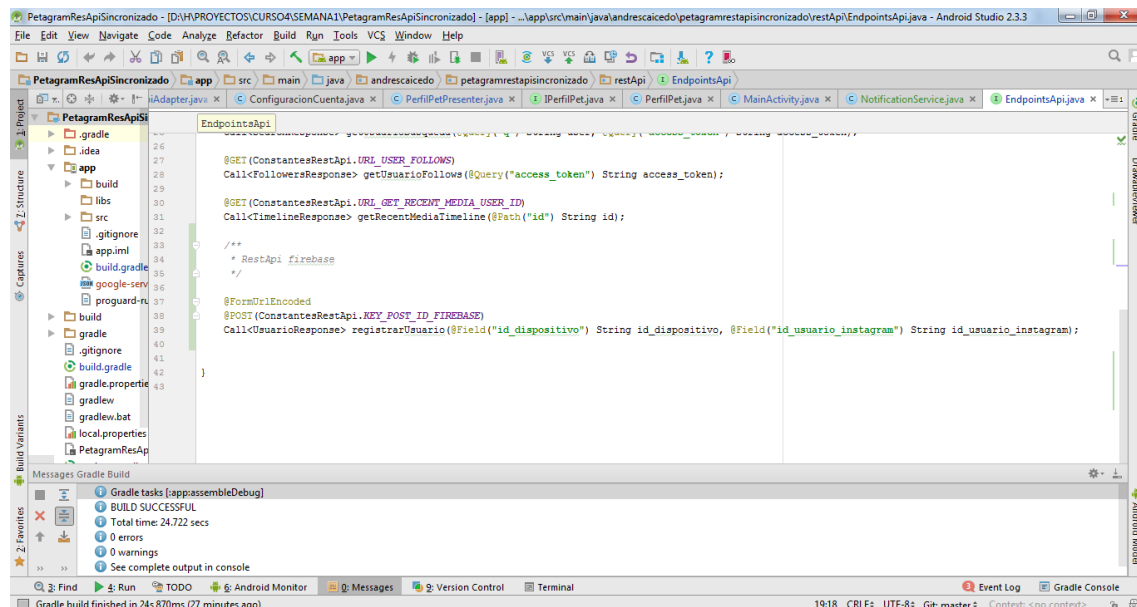 PetagramResApiSincronizado - [D:\H\PROYECTOS\CURSO4\SEMANA1\PetagramResApiSincronizado] - [app] - ...\app\src\main\java\andrescaicedo\petagramrestapisincronizado\restApi\EndpointsApi.java - Android Studio 2.3.3
File Edit View Navigate Code Analyze Refactor Build Run Tools VCS Window Help
app
PetagramResApiSincronizado app src main java andrescaicedo petagramrestapisincronizado restApi EndpointsApi
iAdapter.java ConfiguracionCuenta.java PerfilPetPresenter.java IPerfilPet.java PerfilPet.java MainActivity.java NotificationService.java EndpointsApi.java
1: Project
Z: Structure
Captures
Build Variants
2: Favorites
PetagramResApiSi
.gradle
.idea
app
build
libs
src
.gitignore
app.iml
build.gradle
google-serv
proguard-ru
build
gradle
.gitignore
build.gradle
gradle.propertie
gradlew
gradlew.bat
local.properties
PetagramResAp
EndpointsApi
26
27 @GET(ConstantesRestApi.URL_USER_FOLLOWS)
28 Call<FollowersResponse> getUsuarioFollows(@Query("access_token") String access_token);
29
30 @GET(ConstantesRestApi.URL_GET_RECENT_MEDIA_USER_ID)
31 Call<TimelineResponse> getRecentMediaTimeline(@Path("id") String id);
32
33 /**
34 * RestApi firebase
35 */
36
37 @FormUrlEncoded
38 @POST(ConstantesRestApi.KEY_POST_ID_FIREBASE)
39 Call<UsuarioResponse> registrarUsuario(@Field("id_dispositivo") String id_dispositivo, @Field("id_usuario_instagram") String id_usuario_instagram);
40
41
42 }
43
Gradle
Android Model
Messages Gradle Build
Gradle tasks [:app:assembleDebug]
BUILD SUCCESSFUL
Total time: 24.722 secs
0 errors
0 warnings
See complete output in console
3: Find 4: Run TODO 6: Android Monitor 0: Messages 9: Version Control Terminal Event Log Gradle Console
Gradle build finished in 24s 870ms (27 minutes ago) 19:18 CRLF UTF-8 Git: master Context: <no context>